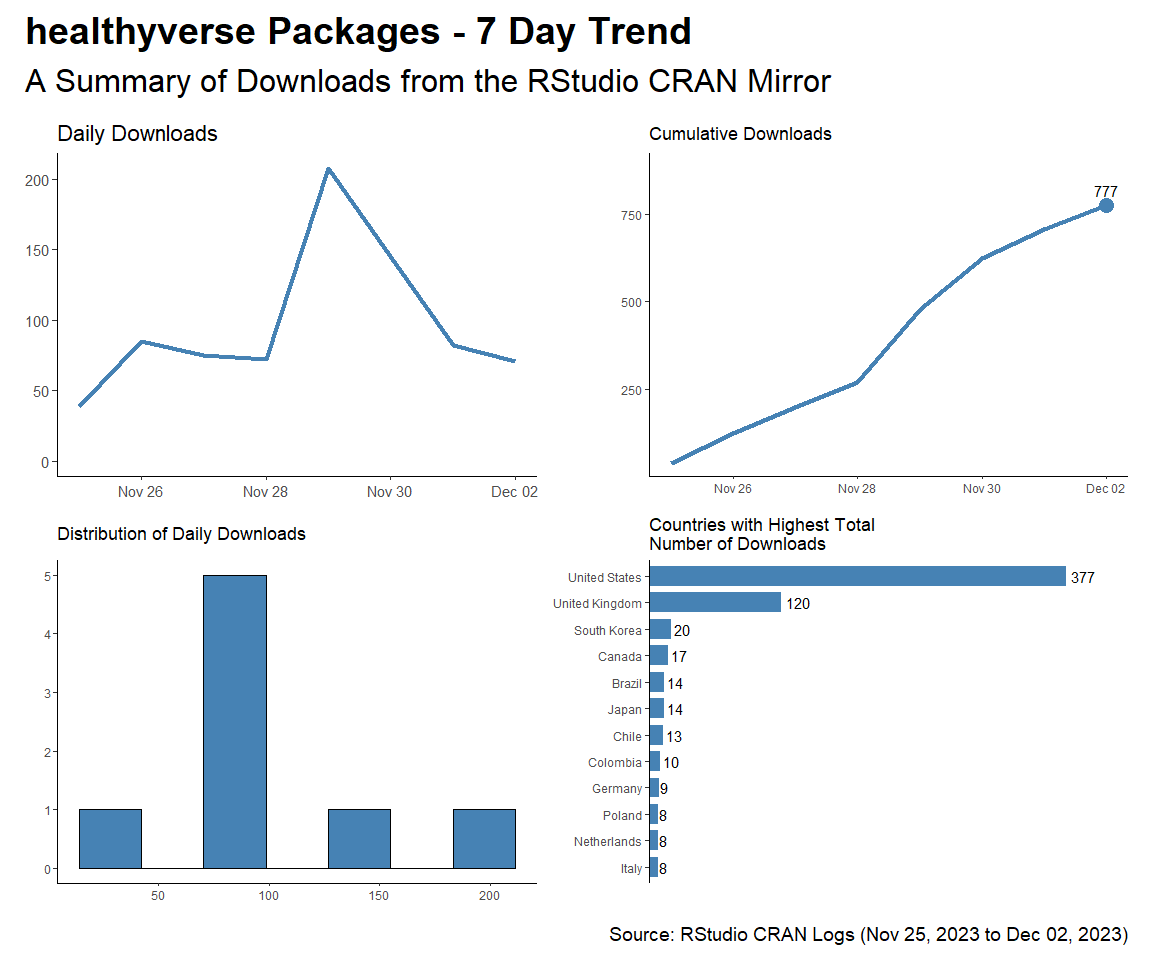 healthyverse Packages - 7 Day Trend
A Summary of Downloads from the RStudio CRAN Mirror
Daily Downloads
200
150
100
50
0
Nov 26
Nov 28
Nov 30
Dec 02
Cumulative Downloads
777
750
500
250
Nov 26
Nov 28
Nov 30
Dec 02
Distribution of Daily Downloads
5
4
3
2
1
0
50
100
150
200
Countries with Highest Total
Number of Downloads
United States 377
United Kingdom 120
South Korea 20
Canada 17
Brazil 14
Japan 14
Chile 13
Colombia 10
Germany 9
Poland 8
Netherlands 8
Italy 8
Source: RStudio CRAN Logs (Nov 25, 2023 to Dec 02, 2023)